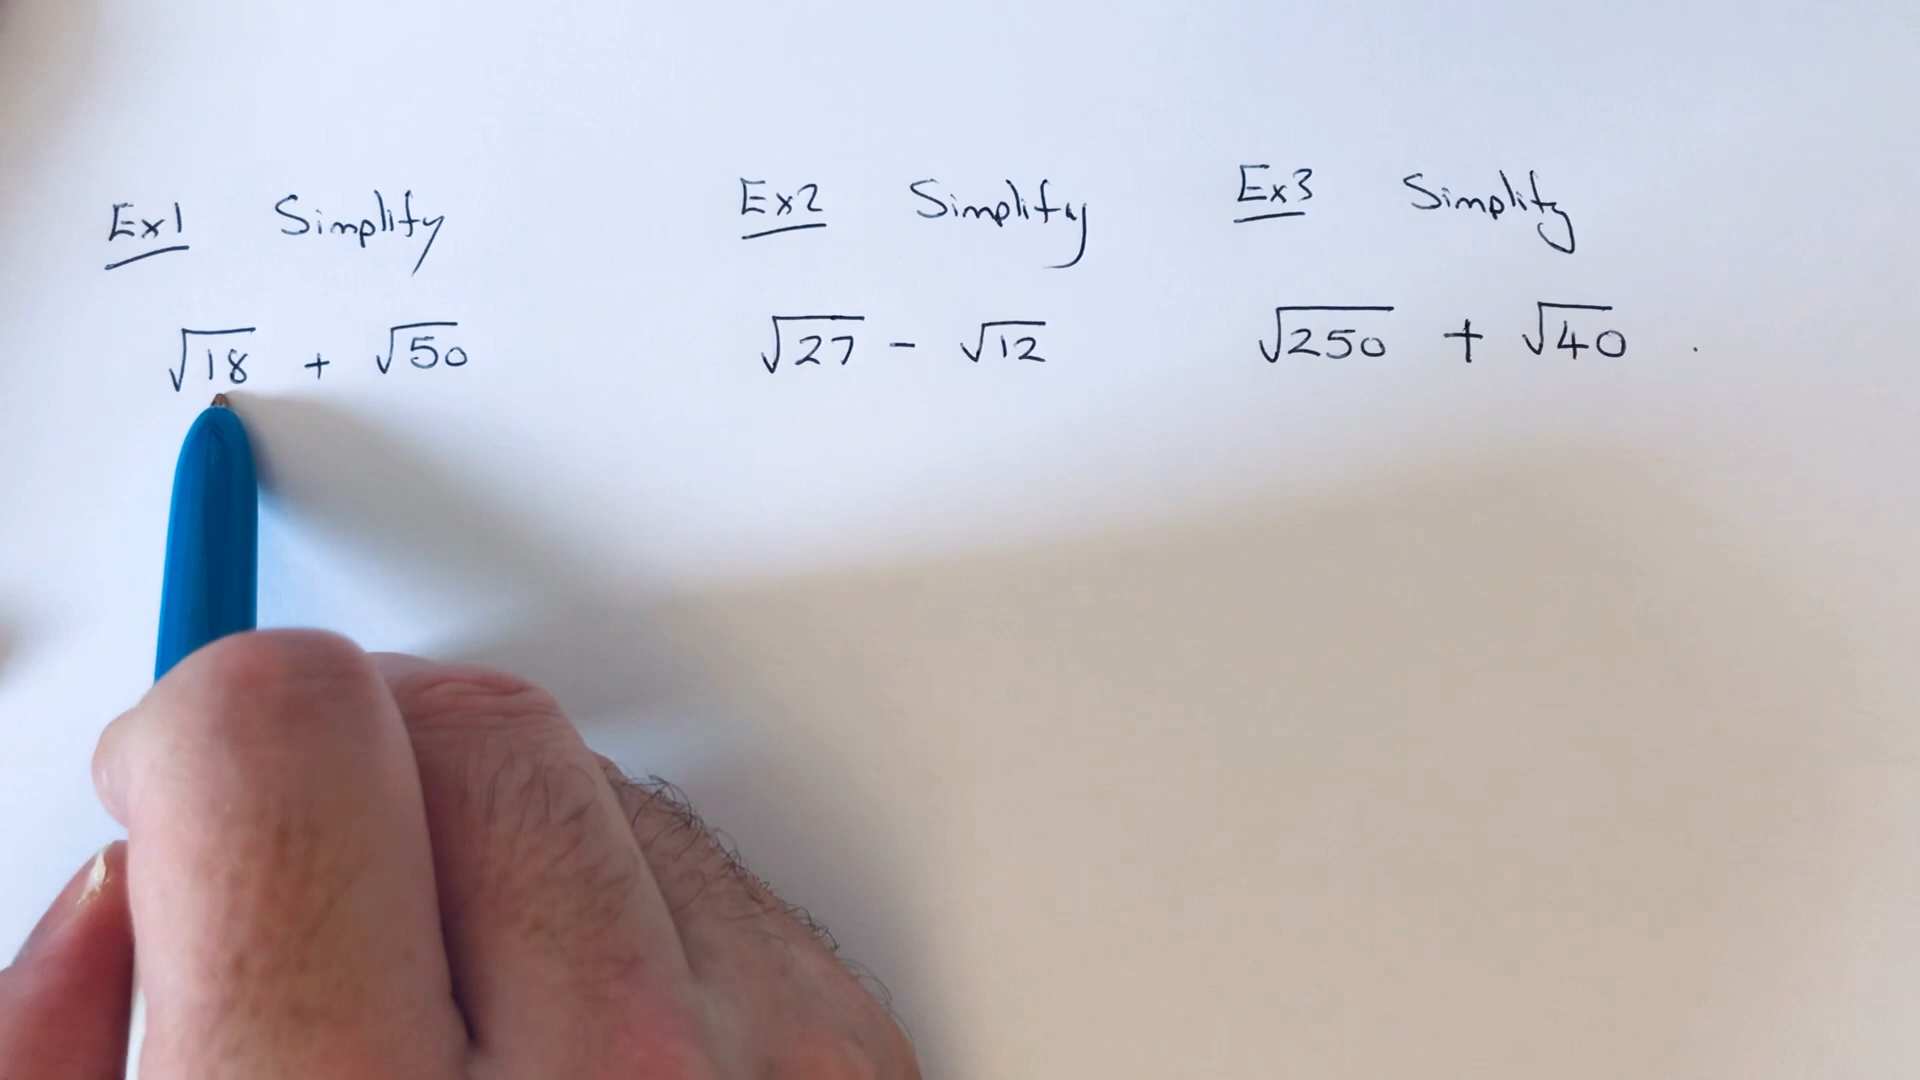 Ex1 Simplify
√18 + √50
Ex2 Simplify
√27 - √12
Ex3 Simplify
√250 + √40 .